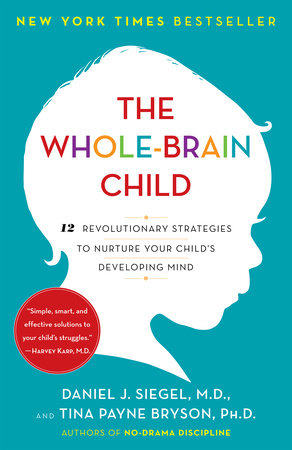 NEW YORK TIMES BESTSELLER
THE
WHOLE-BRAIN
CHILD
12 REVOLUTIONARY STRATEGIES
TO NURTURE YOUR CHILD'S
DEVELOPING MIND
"Simple, smart, and
effective solutions to
your child's struggles."
—HARVEY KARP, M.D.
DANIEL J. SIEGEL, M.D.,
AND TINA PAYNE BRYSON, PH.D.
AUTHORS OF NO-DRAMA DISCIPLINE